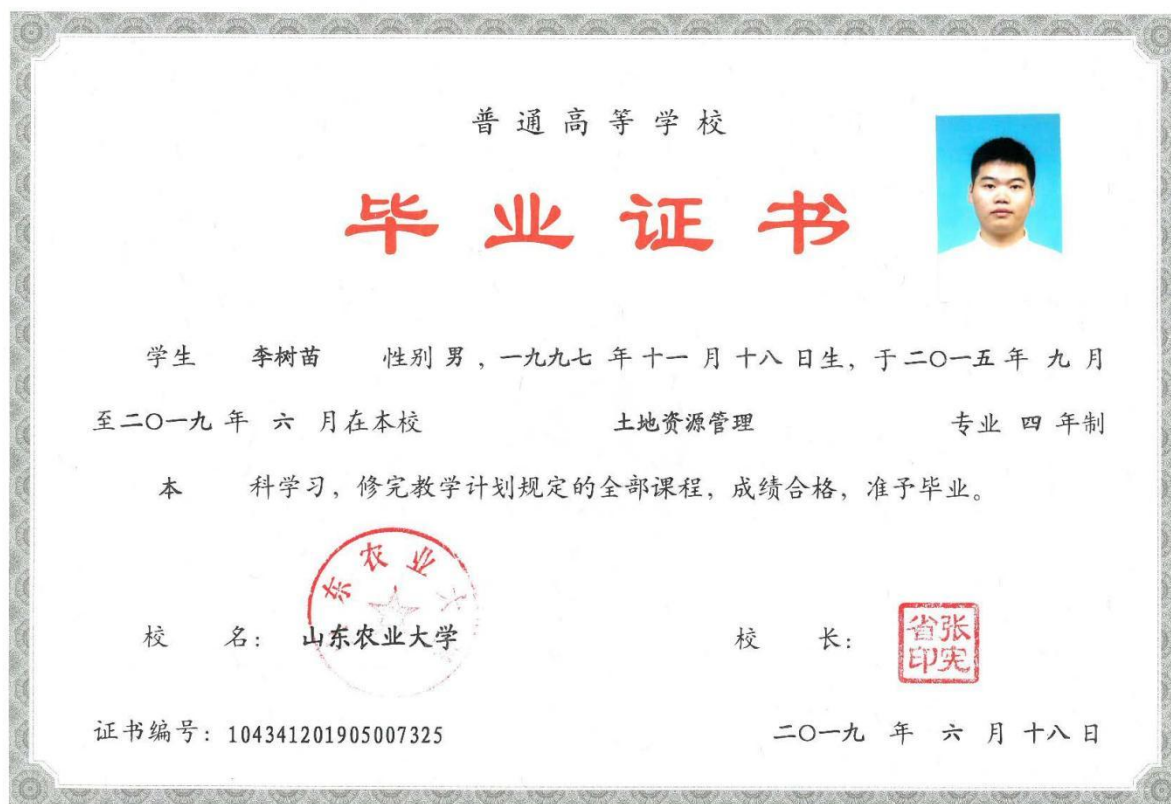 普通高等学校
毕业证书
学生 李树苗 性别 男，一九九七 年 十一 月 十八 日生，于 二〇一五 年 九 月
至 二〇一九 年 六 月在本校 土地资源管理 专业 四 年制
本 科学习，修完教学计划规定的全部课程，成绩合格，准予毕业。
东农业大
校 名：山东农业大学 校 长：
张宪省印
证书编号：104341201905007325 二〇一九 年 六 月 十八 日